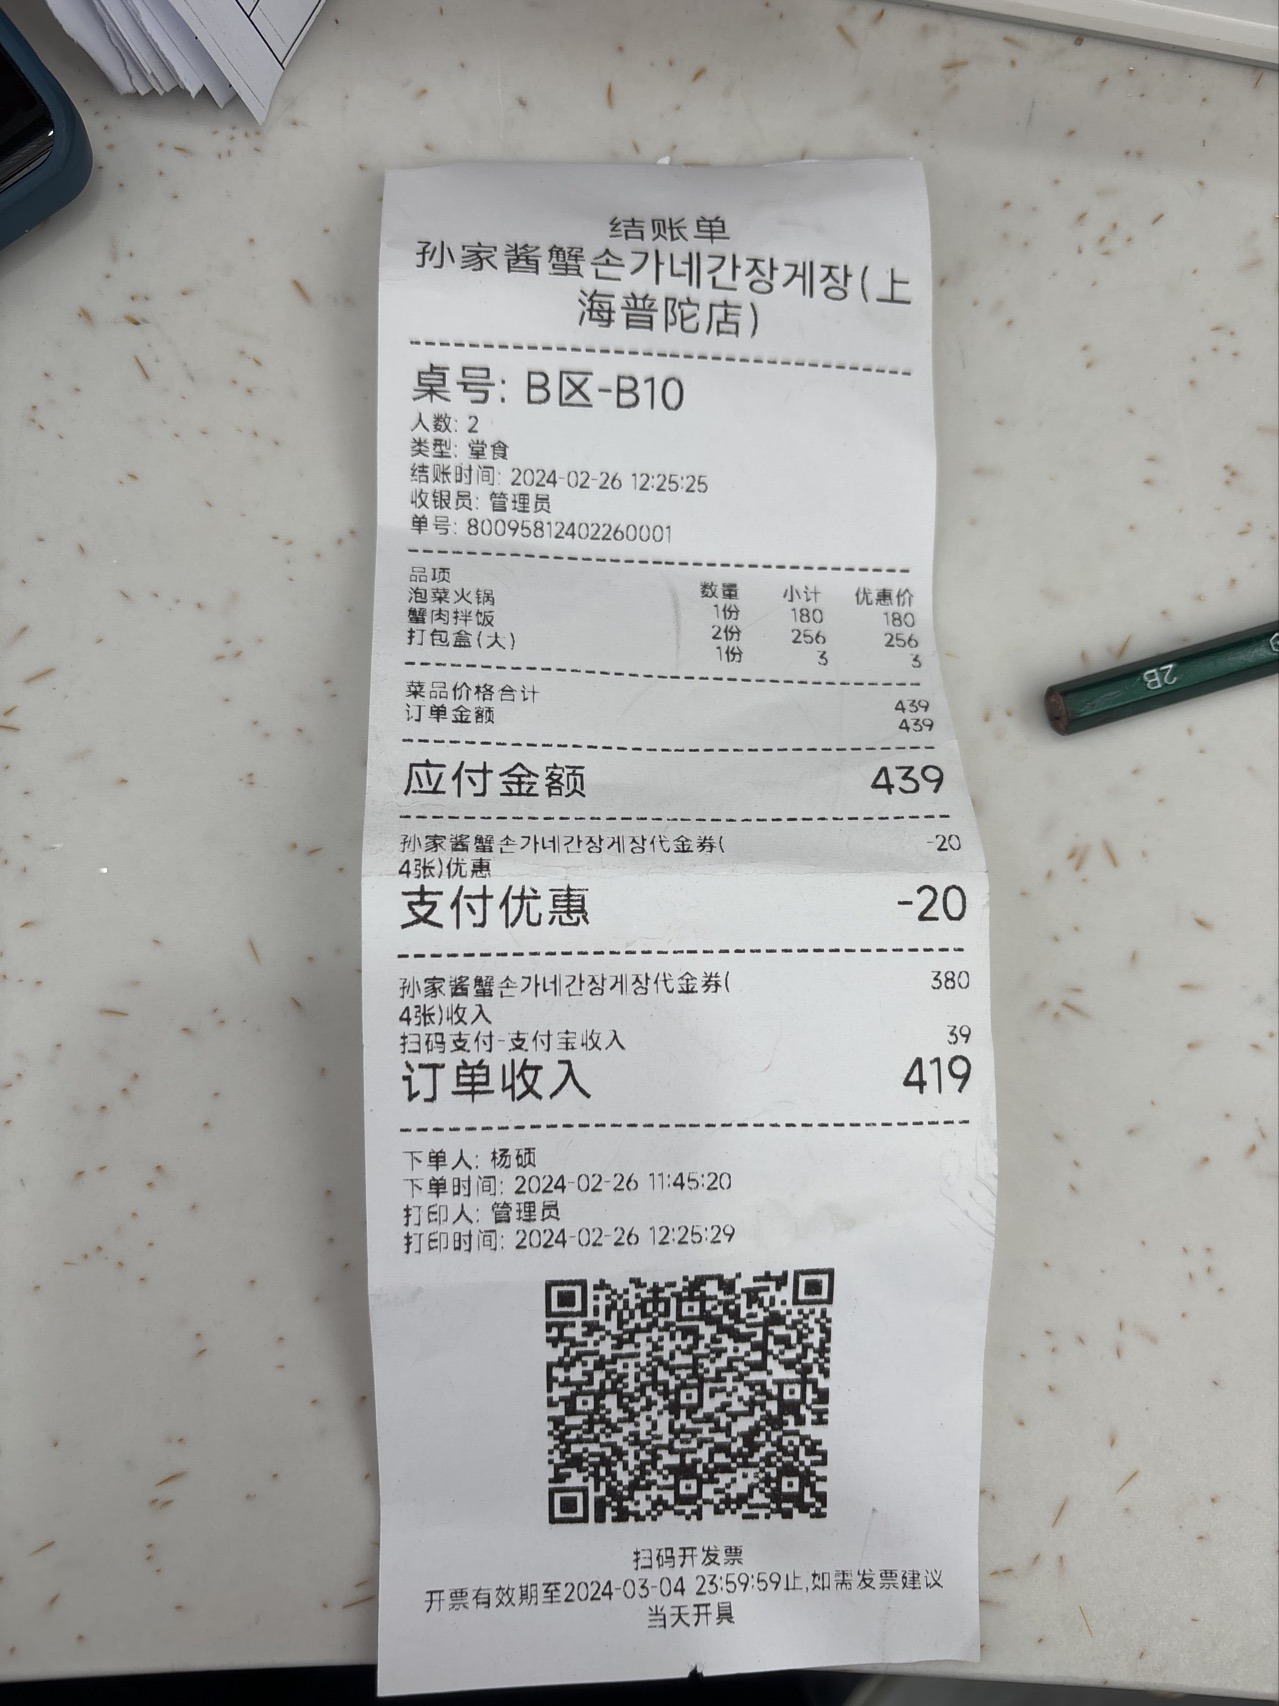 结账单
孙家酱蟹손가네간장게장(上
海普陀店)
桌号: B区-B10
人数: 2
类型: 堂食
结账时间: 2024-02-26 12:25:25
收银员: 管理员
单号: 80095812402260001
品项 数量 小计 优惠价
泡菜火锅 1份 180 180
蟹肉拌饭 2份 256 256
打包盒(大) 1份 3 3
菜品价格合计 439
订单金额 439
应付金额 439
孙家酱蟹손가네간장게장代金券( -20
4张)优惠
支付优惠 -20
孙家酱蟹손가네간장게장代金券( 380
4张)收入
扫码支付-支付宝收入 39
订单收入 419
下单人: 杨硕
下单时间: 2024-02-26 11:45:20
打印人: 管理员
打印时间: 2024-02-26 12:25:29
扫码开发票
开票有效期至2024-03-04 23:59:59止,如需发票建议
当天开具
2B